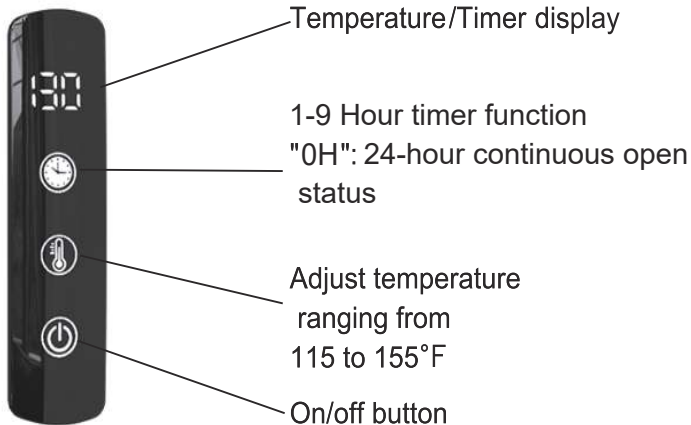 Temperature/Timer display
130
1-9 Hour timer function
"0H": 24-hour continuous open
status
Adjust temperature
ranging from
115 to 155°F
On/off button